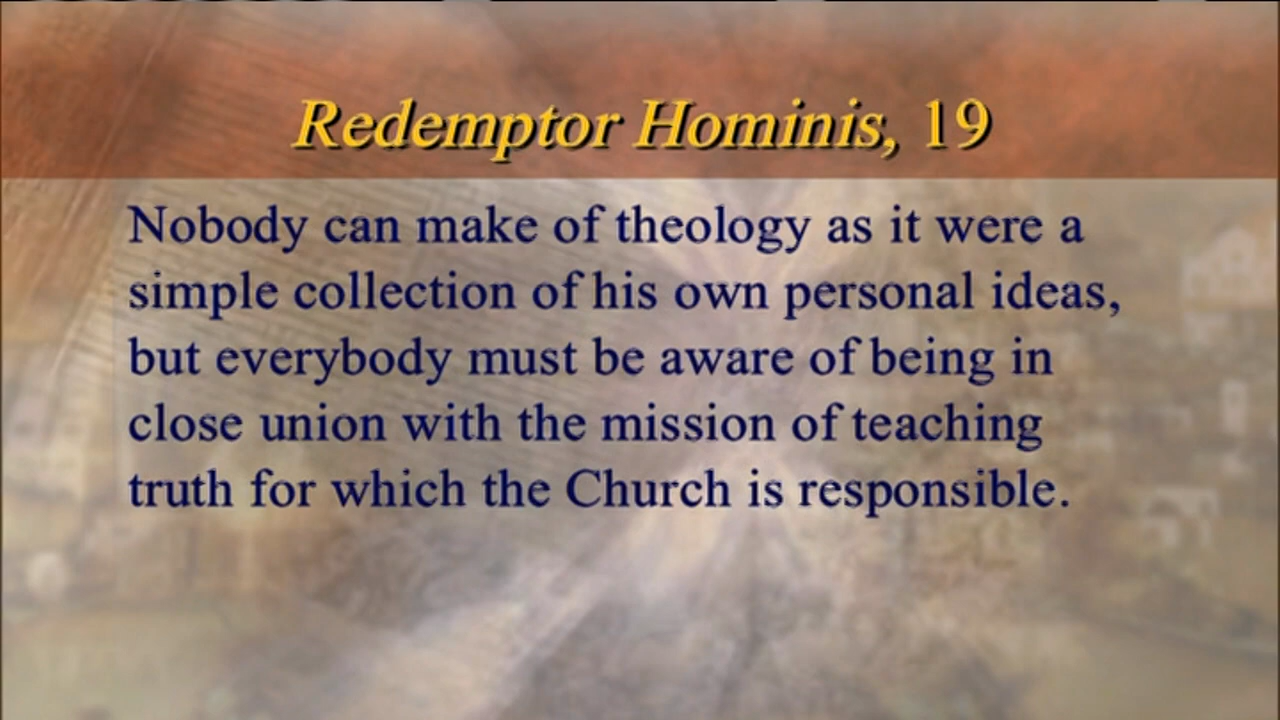 Redemptor Hominis, 19
Nobody can make of theology as it were a
simple collection of his own personal ideas,
but everybody must be aware of being in
close union with the mission of teaching
truth for which the Church is responsible.